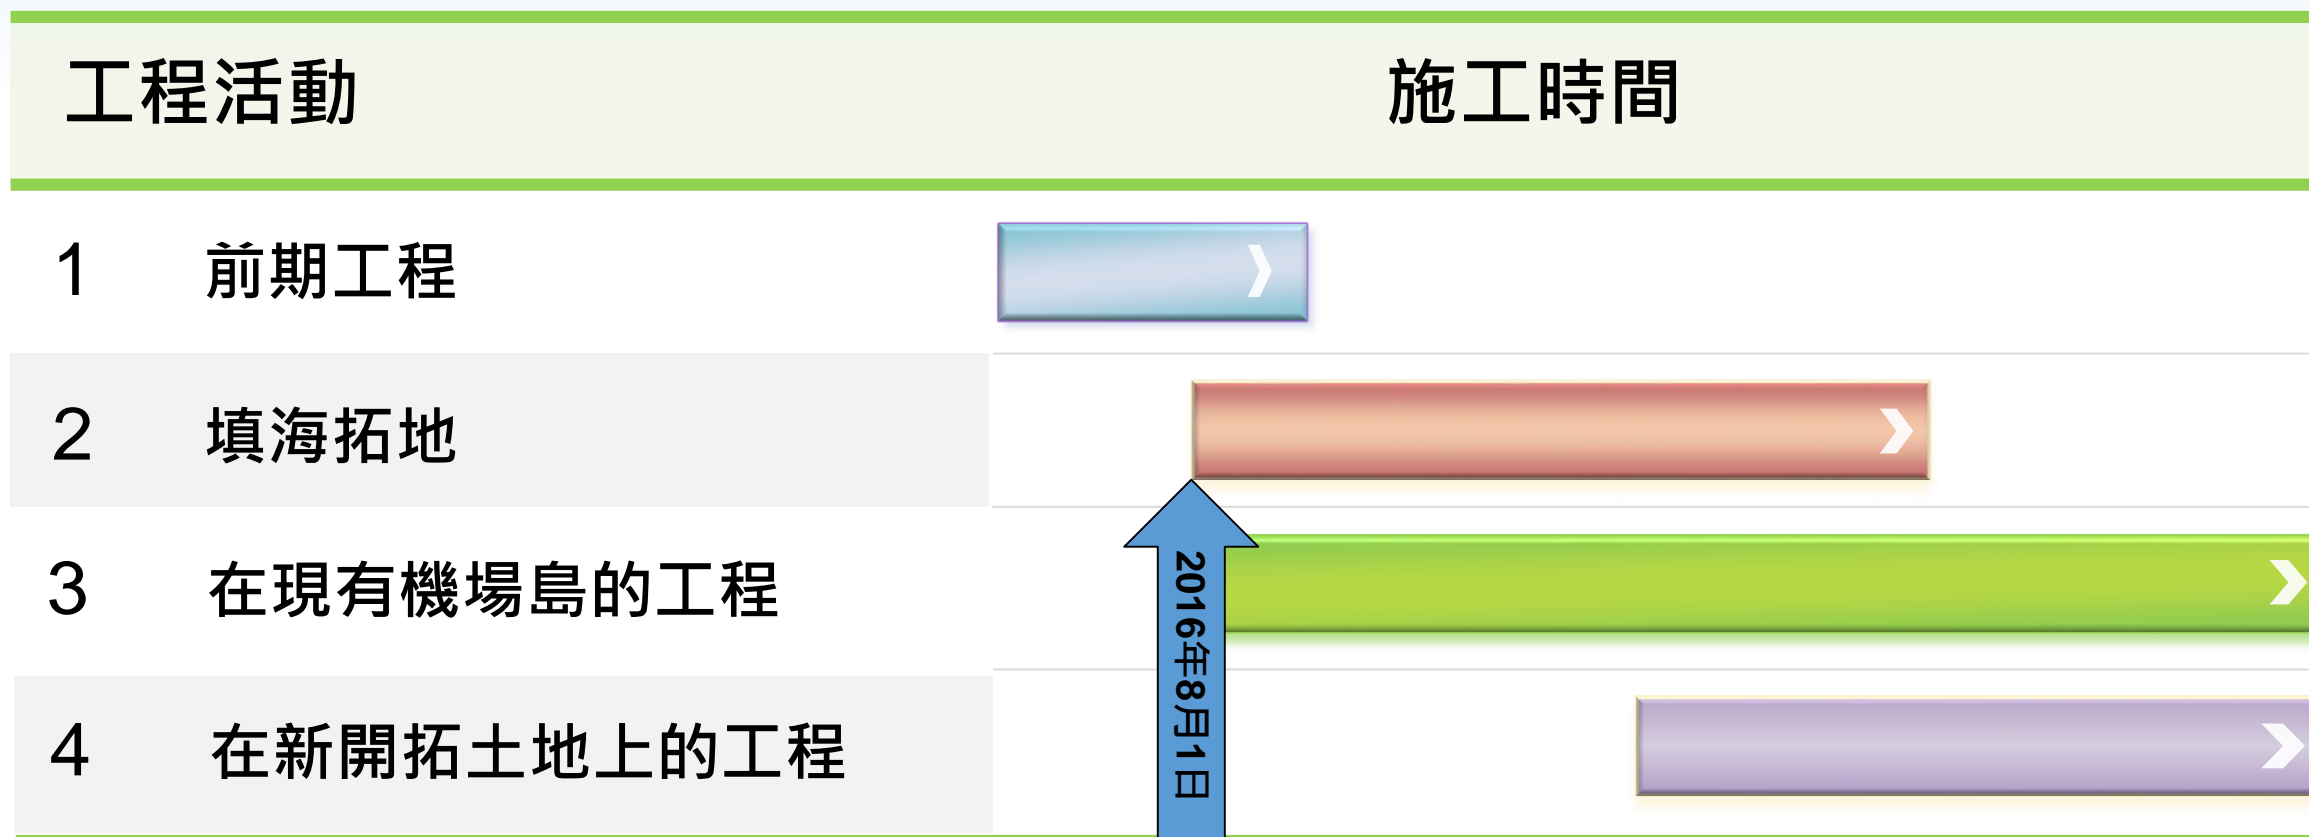 工程活動 施工時間
1 前期工程
2 填海拓地
3 在現有機場島的工程
4 在新開拓土地上的工程
2016年8月1日